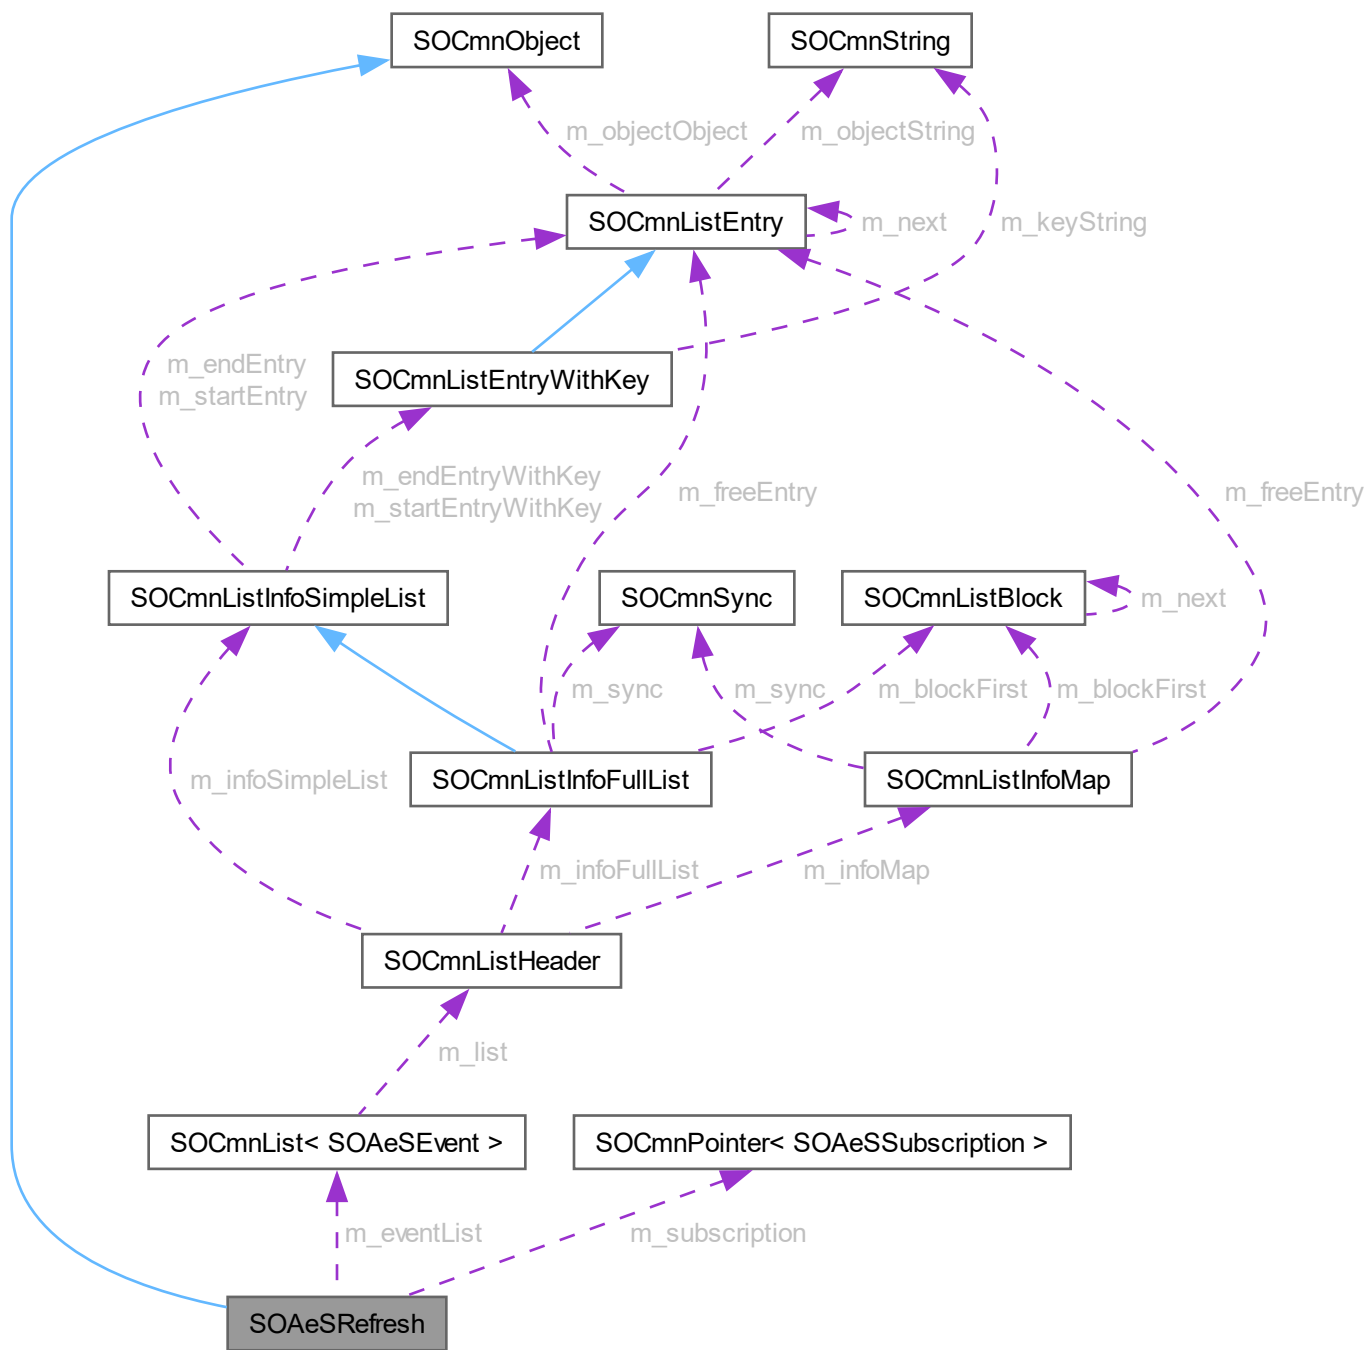 SOCmnObject
SOCmnString
m_objectObject
m_objectString
SOCmnListEntry
m_next
m_keyString
m_endEntry
m_startEntry
SOCmnListEntryWithKey
m_endEntryWithKey
m_startEntryWithKey
m_freeEntry
m_freeEntry
SOCmnListInfoSimpleList
SOCmnSync
SOCmnListBlock
m_next
m_sync
m_sync
m_blockFirst
m_blockFirst
m_infoSimpleList
SOCmnListInfoFullList
SOCmnListInfoMap
m_infoFullList
m_infoMap
SOCmnListHeader
m_list
SOCmnList< SOAeSEvent >
SOCmnPointer< SOAeSSubscription >
m_eventList
m_subscription
SOAeSRefresh